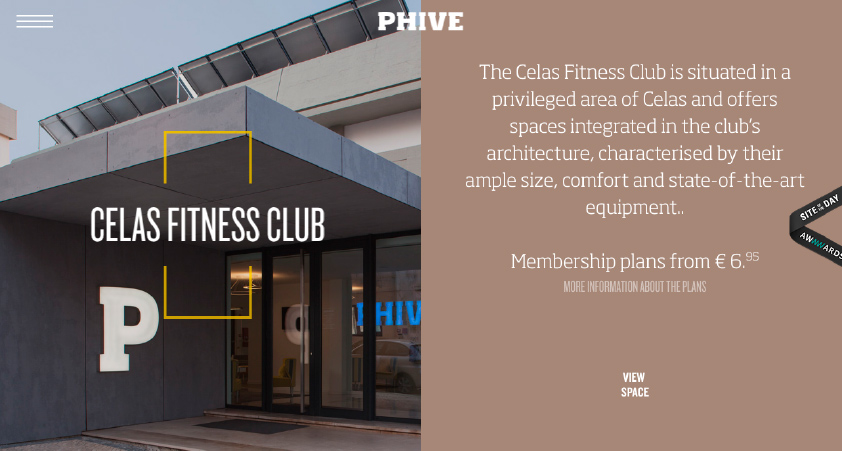 PHIVE
CELAS FITNESS CLUB
P
PHIV
The Celas Fitness Club is situated in a
privileged area of Celas and offers
spaces integrated in the club's
architecture, characterised by their
ample size, comfort and state-of-the-art
equipment..
Membership plans from € 6.95
MORE INFORMATION ABOUT THE PLANS
VIEW
SPACE
SITE OF THE DAY
AWWWARDS